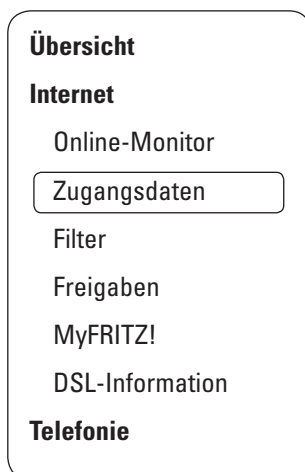 Übersicht
Internet
Online-Monitor
Zugangsdaten
Filter
Freigaben
MyFRITZ!
DSL-Information
Telefonie